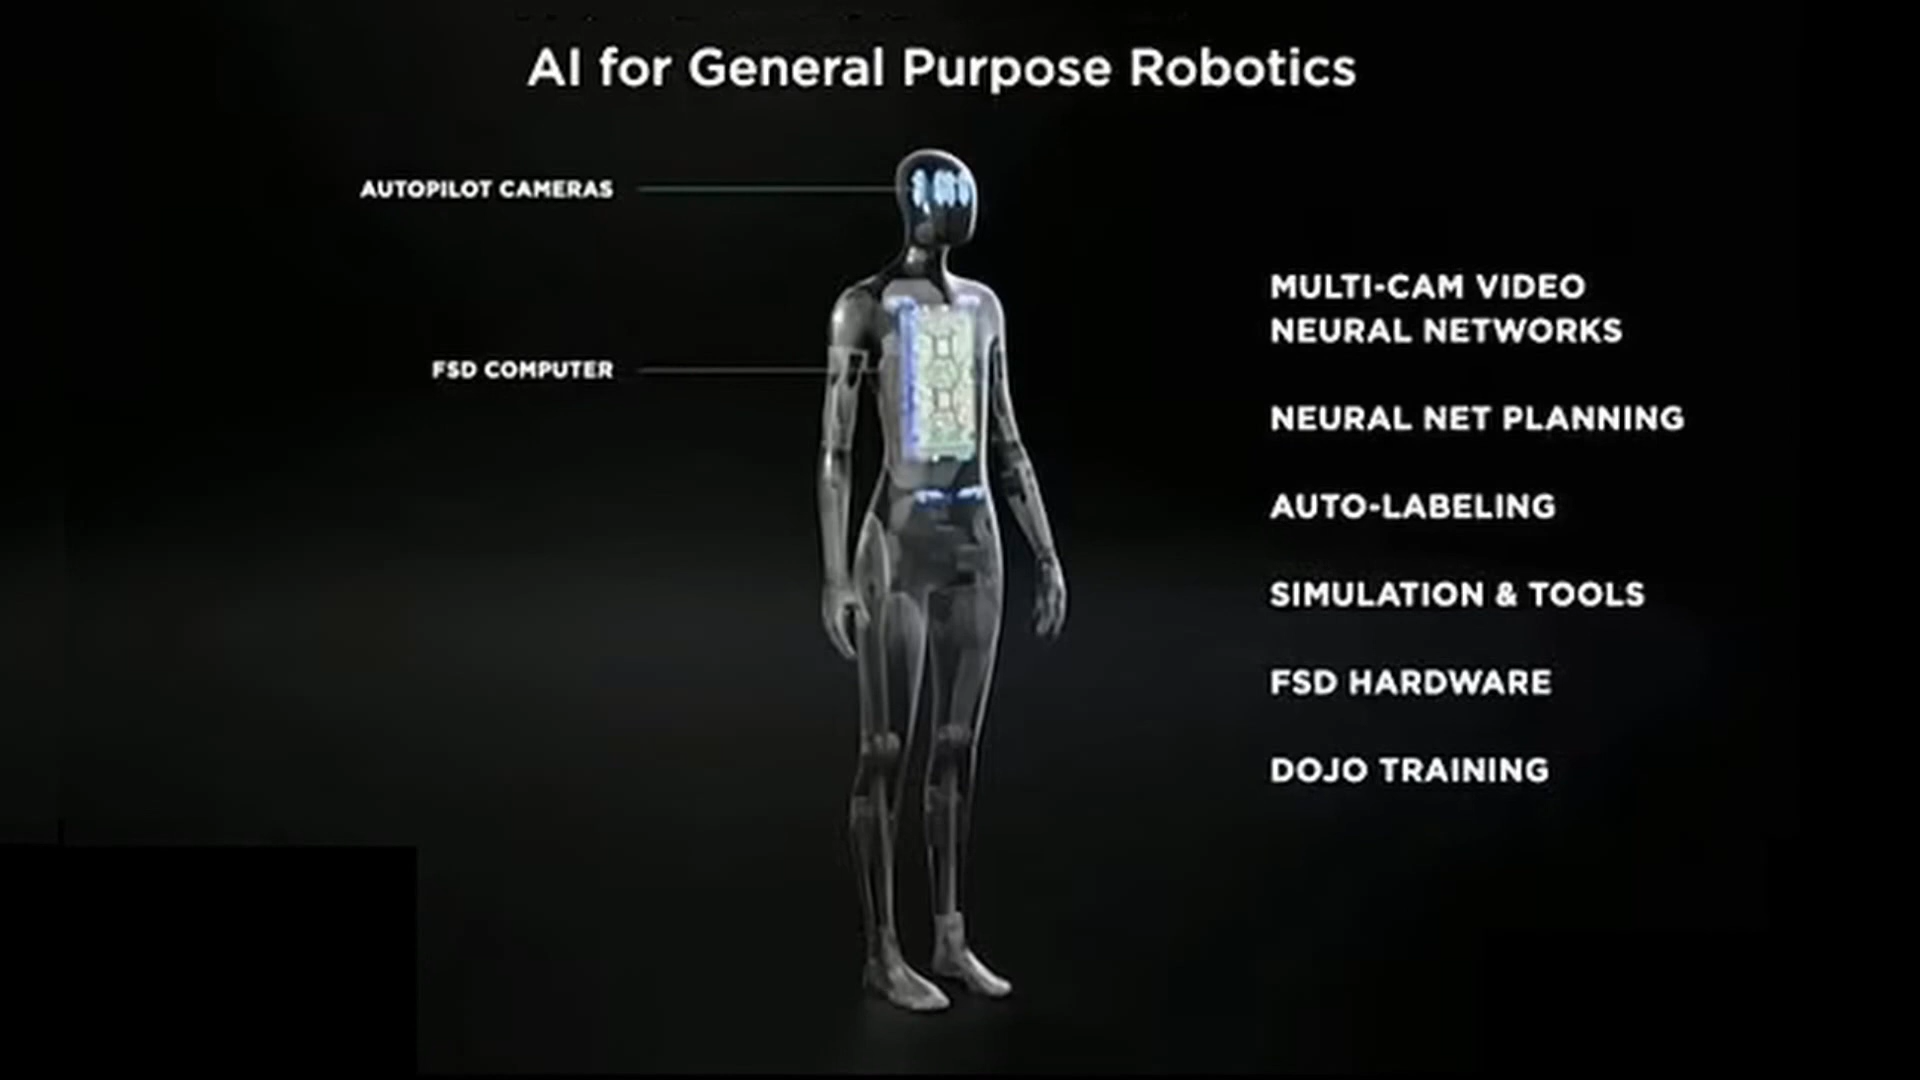 AI for General Purpose Robotics
AUTOPILOT CAMERAS
FSD COMPUTER
MULTI-CAM VIDEO
NEURAL NETWORKS
NEURAL NET PLANNING
AUTO-LABELING
SIMULATION & TOOLS
FSD HARDWARE
DOJO TRAINING